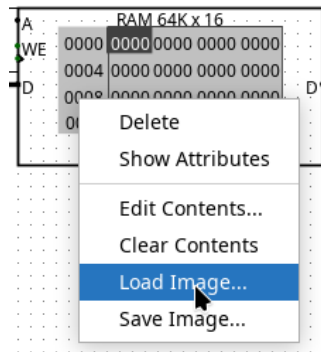 RAM 64K x 16
A
WE
0000 0000 0000 0000 0000
0004 0000 0000 0000 0000
D
0008 0000 0000 0000 0000
Delete
Show Attributes
Edit Contents...
Clear Contents
Load Image...
Save Image...